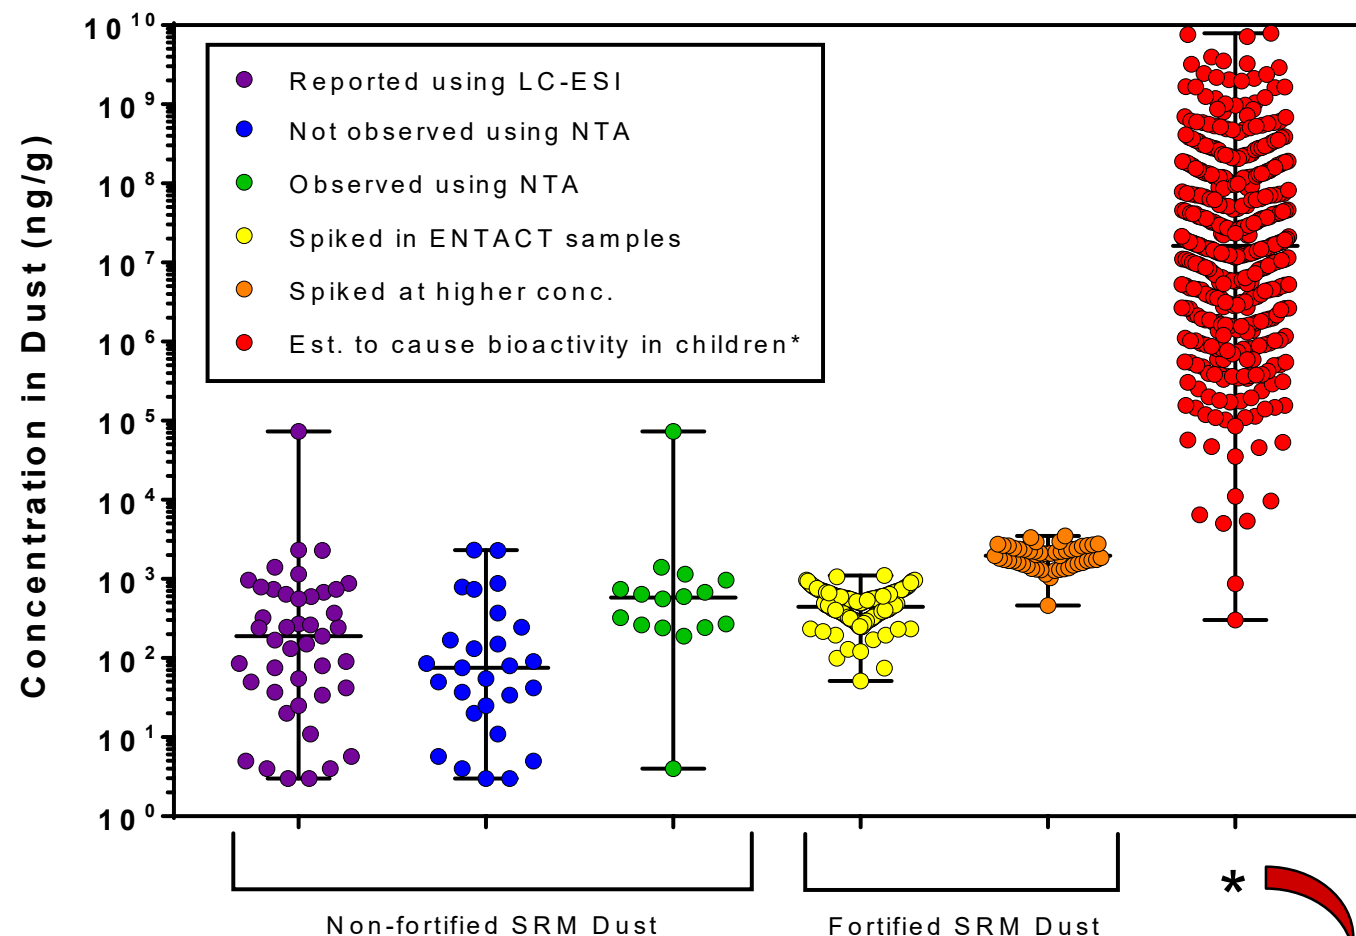 Concentration in Dust (ng/g)
10^10
10^9
10^8
10^7
10^6
10^5
10^4
10^3
10^2
10^1
10^0
Reported using LC-ESI
Not observed using NTA
Observed using NTA
Spiked in ENTACT samples
Spiked at higher conc.
Est. to cause bioactivity in children*
*
Non-fortified SRM Dust
Fortified SRM Dust